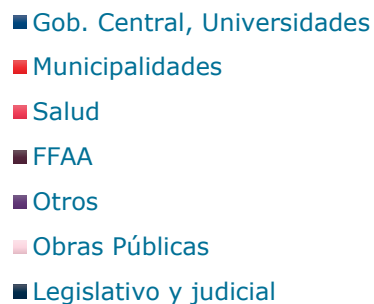 Gob. Central, Universidades
Municipalidades
Salud
FFAA
Otros
Obras Públicas
Legislativo y judicial